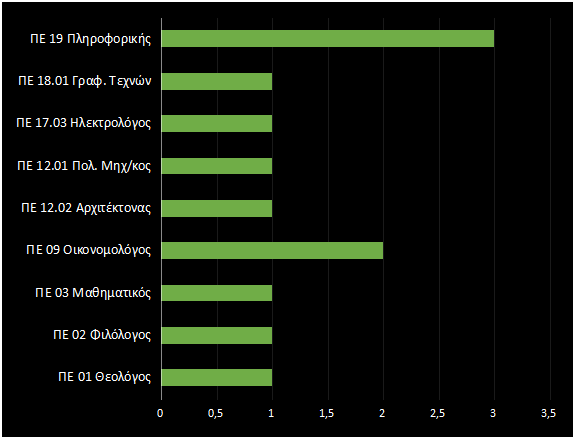 ΠΕ 19 Πληροφορικής
ΠΕ 18.01 Γραφ. Τεχνών
ΠΕ 17.03 Ηλεκτρολόγος
ΠΕ 12.01 Πολ. Μηχ/κος
ΠΕ 12.02 Αρχιτέκτονας
ΠΕ 09 Οικονομολόγος
ΠΕ 03 Μαθηματικός
ΠΕ 02 Φιλόλογος
ΠΕ 01 Θεολόγος
0 0,5 1 1,5 2 2,5 3 3,5